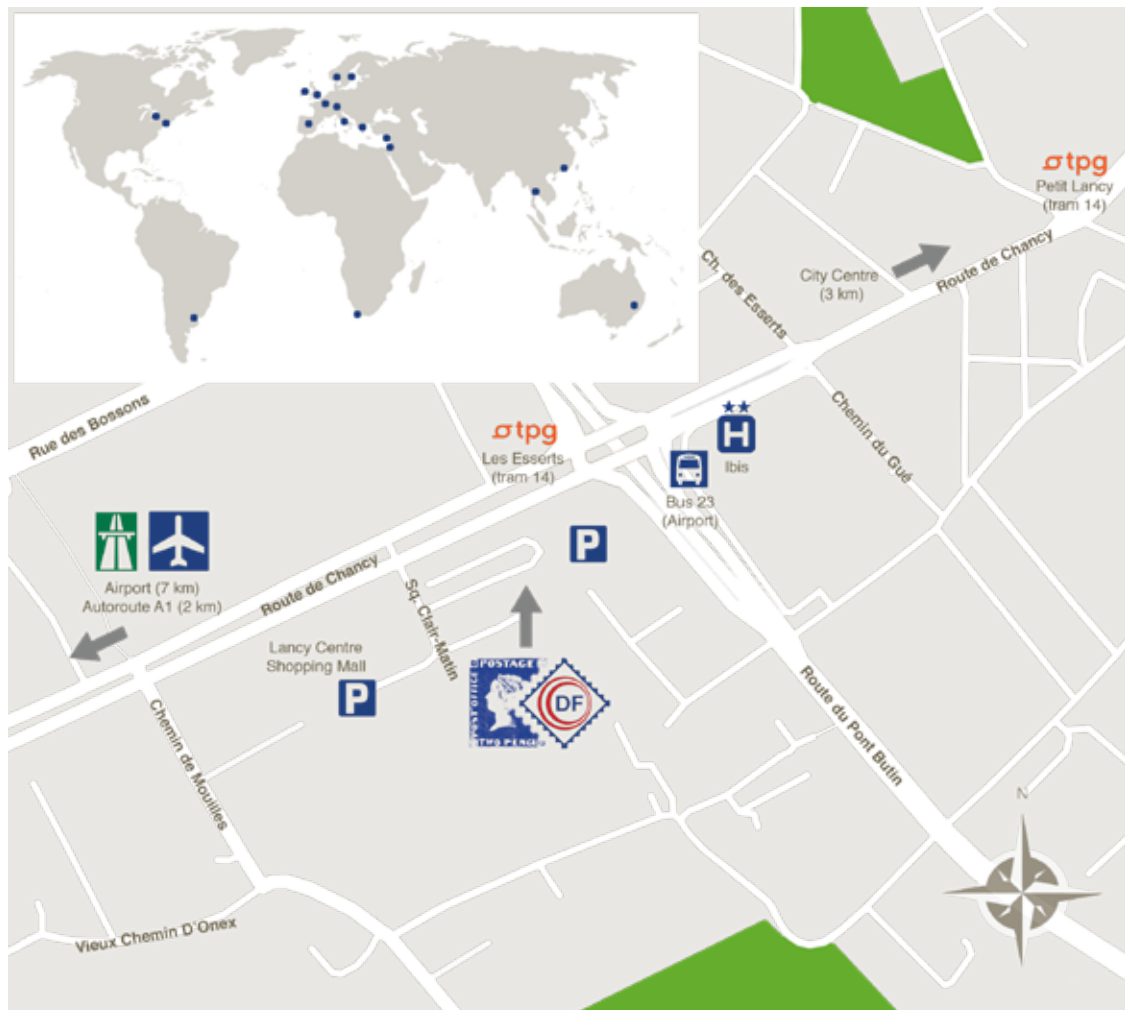 tpg
Petit Lancy
(tram 14)
Route de Chancy
City Centre
(3 km)
Ch. des Esserts
Rue des Bossons
tpg
Les Esserts
(tram 14)
H
Ibis
Chemin du Gué
Bus 23
(Airport)
P
Airport (7 km)
Autoroute A1 (2 km)
Route de Chancy
Sq. Clair-Matin
Lancy Centre
Shopping Mall
P
POSTAGE
POST OFFICE
TWO PENCE
DF
Route du Pont Butin
Chemin de Mouilles
N
Vieux Chemin D'Onex